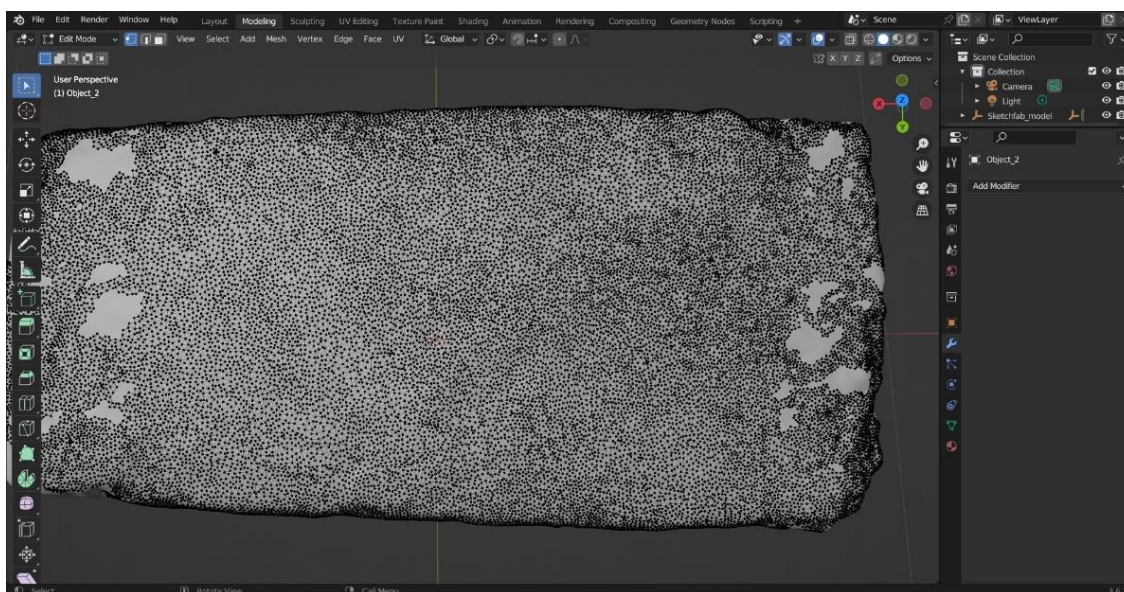 File Edit Render Window Help Layout Modeling Sculpting UV Editing Texture Paint Shading Animation Rendering Compositing Geometry Nodes Scripting + Scene ViewLayer
Edit Mode View Select Add Mesh Vertex Edge Face UV Global
X Y Z Options
Scene Collection
Collection
Camera
Light
Sketchfab_model
User Perspective
(1) Object_2
X
Z
Y
Object_2
Add Modifier
Select Rotate View Call Menu 3.6